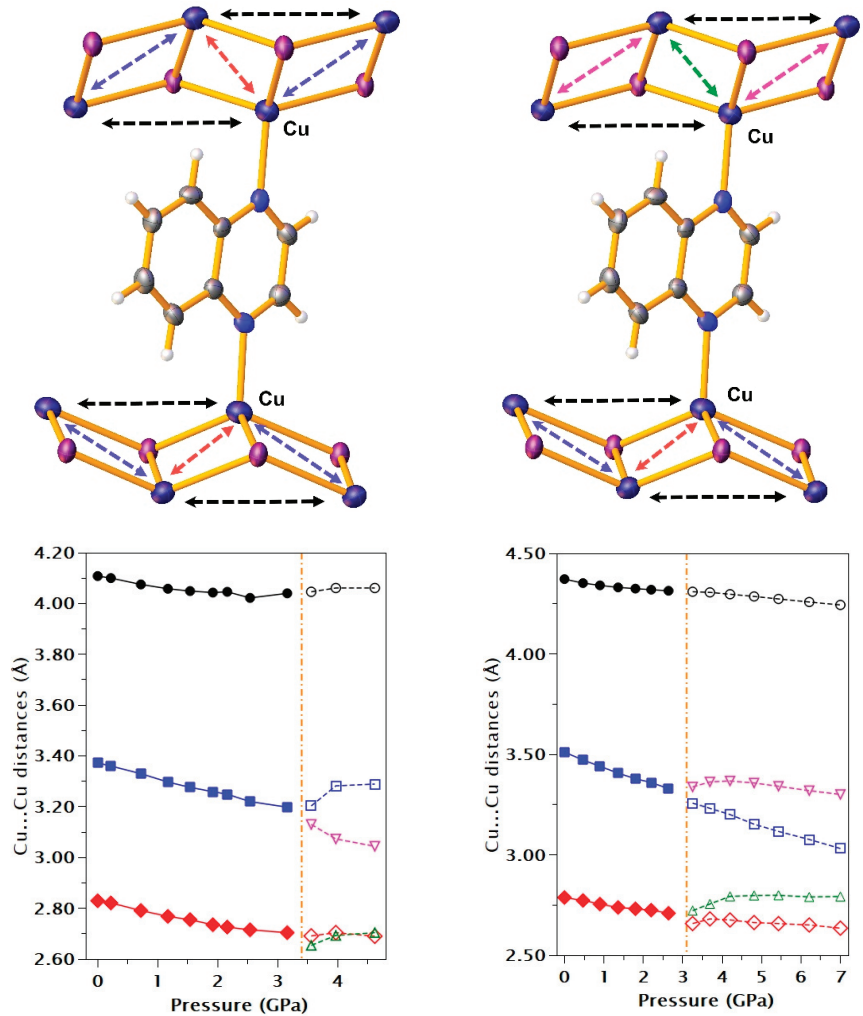 Cu
Cu
Cu
Cu
4.20
4.00
3.80
3.60
3.40
3.20
3.00
2.80
2.60
Cu...Cu distances (Å)
0 1 2 3 4
Pressure (GPa)
4.50
4.00
3.50
3.00
2.50
Cu...Cu distances (Å)
0 1 2 3 4 5 6 7
Pressure (GPa)